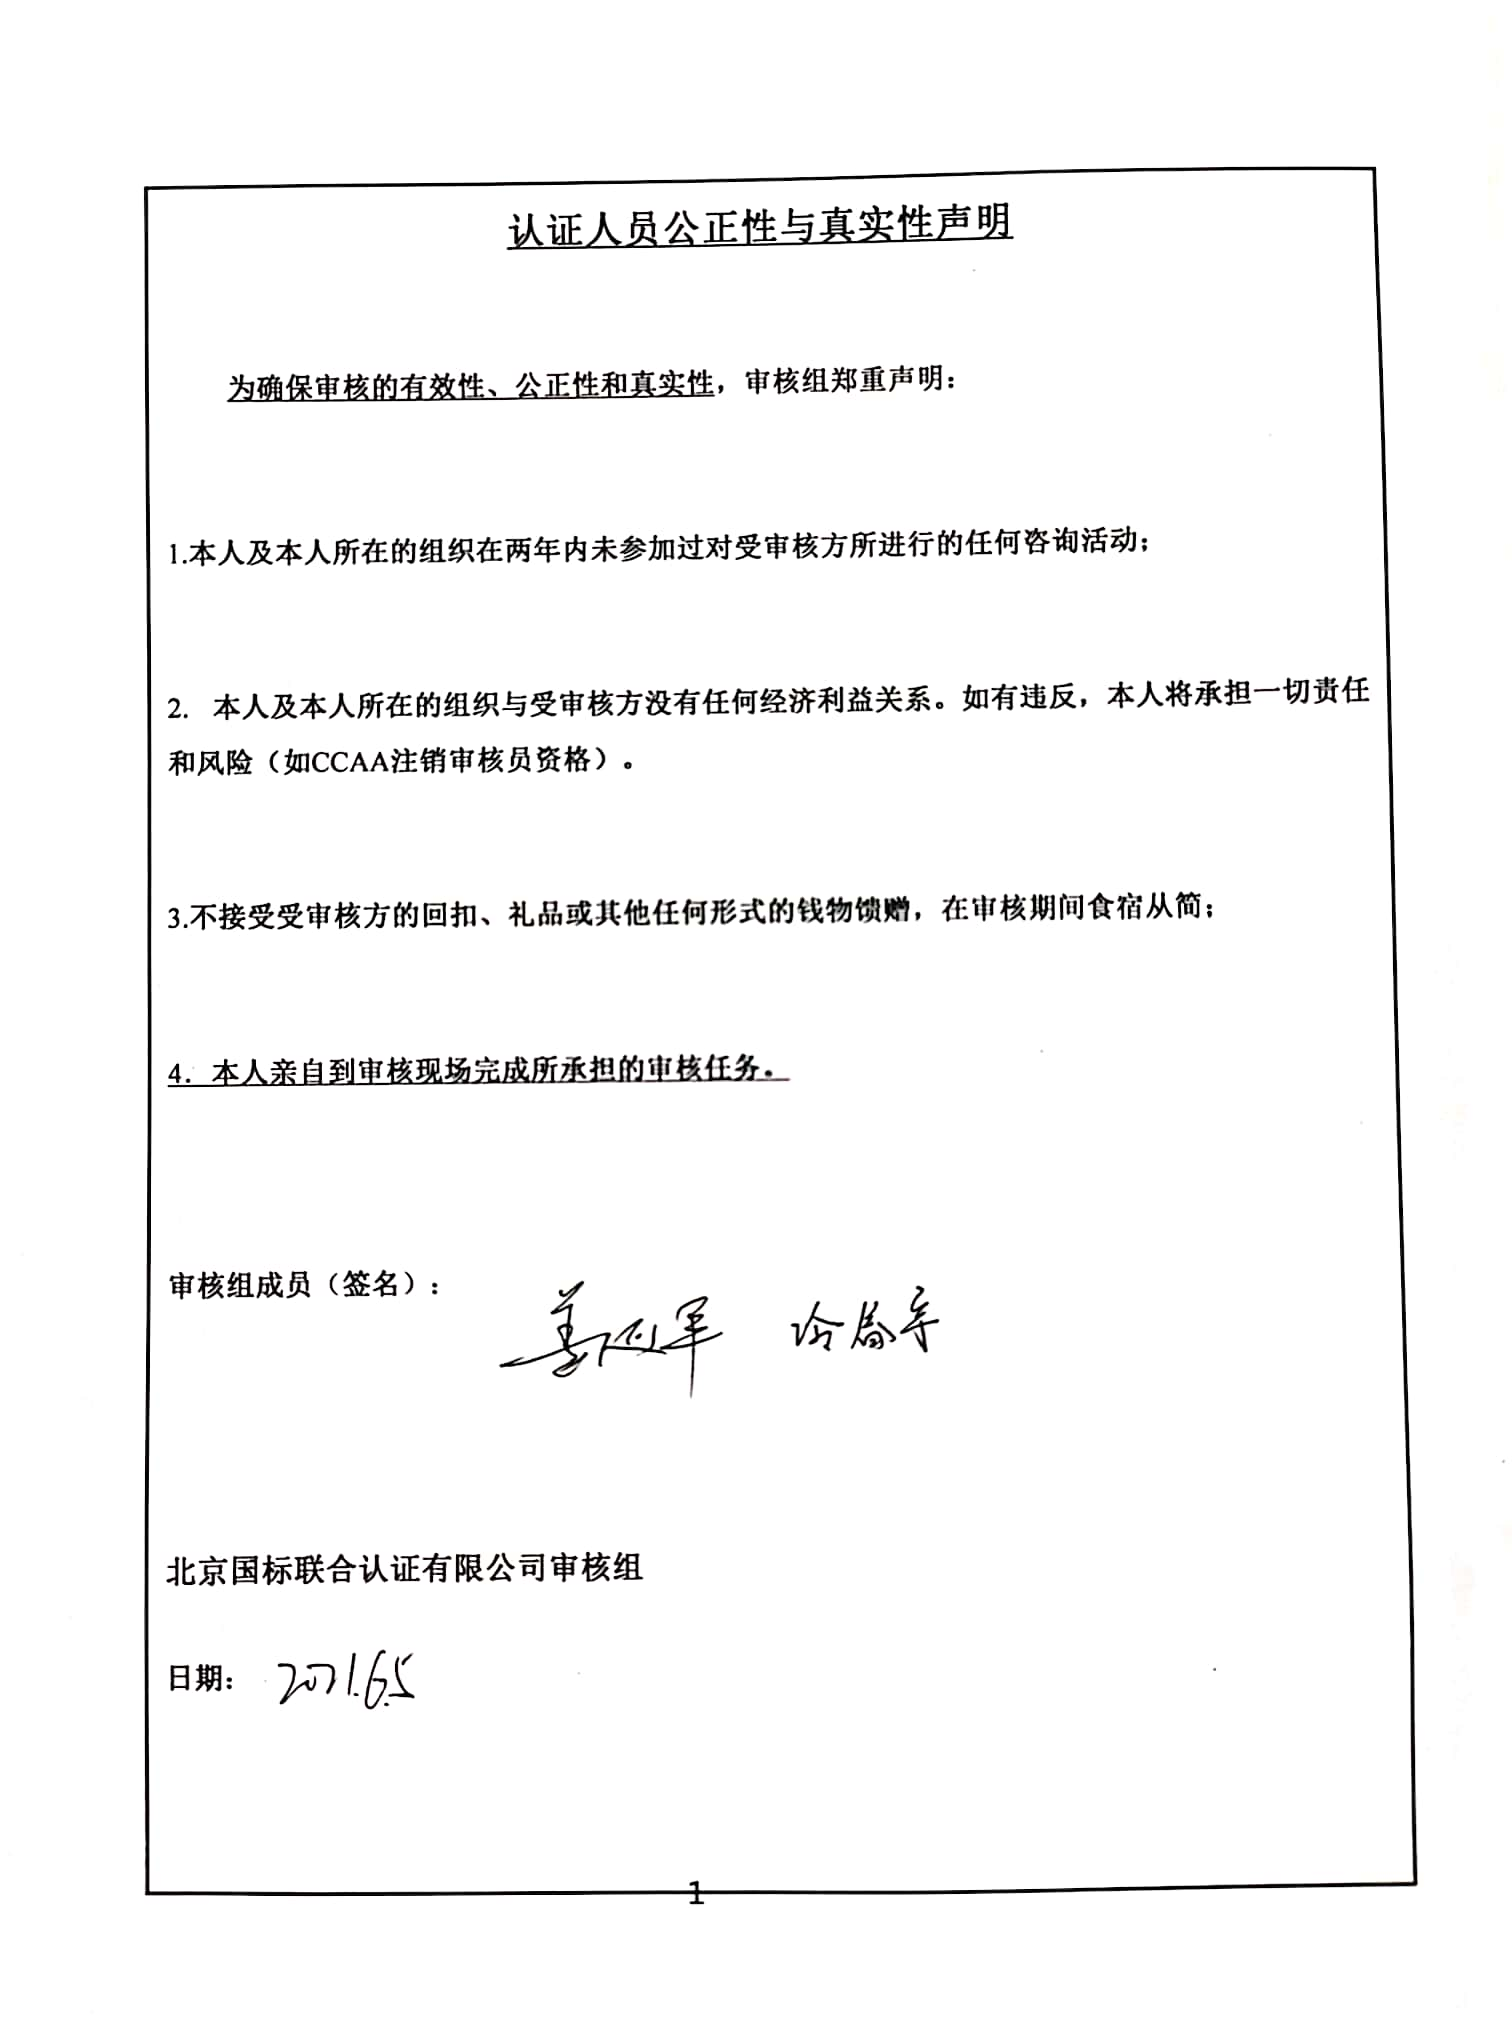 认证人员公正性与真实性声明
为确保审核的有效性、公正性和真实性，审核组郑重声明：
1.本人及本人所在的组织在两年内未参加过对受审核方所进行的任何咨询活动；
2. 本人及本人所在的组织与受审核方没有任何经济利益关系。如有违反，本人将承担一切责任
和风险（如CCAA注销审核员资格）。
3.不接受受审核方的回扣、礼品或其他任何形式的钱物馈赠，在审核期间食宿从简；
4. 本人亲自到审核现场完成所承担的审核任务。
审核组成员（签名）：
北京国标联合认证有限公司审核组
日期：2021.6.5
1